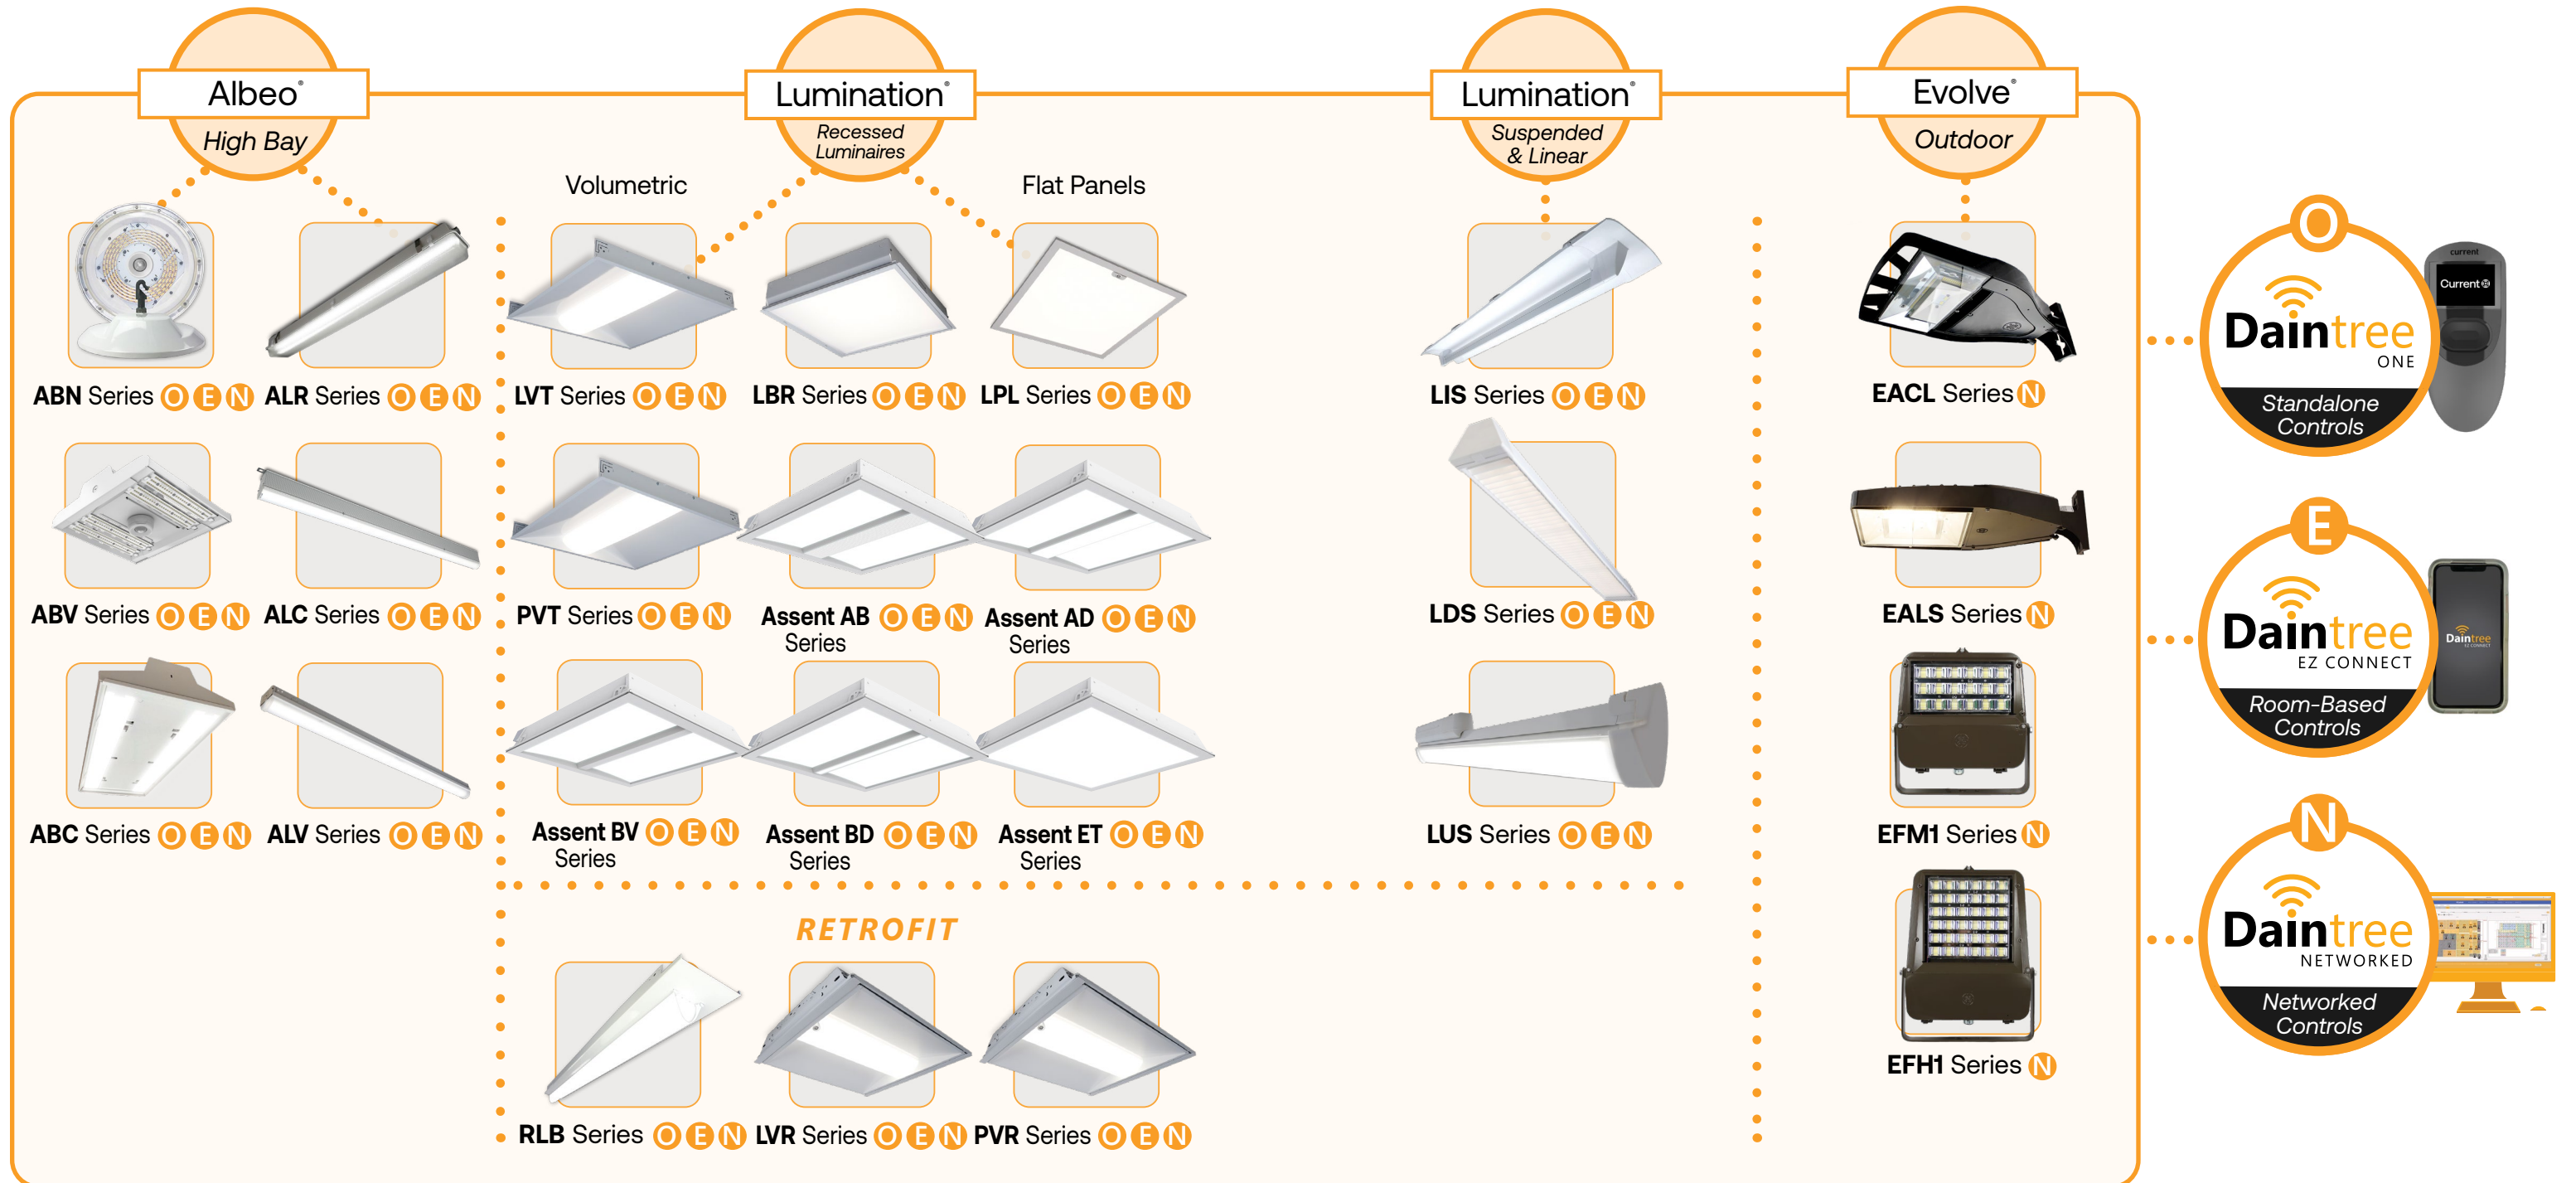 Albeo®
High Bay
Lumination®
Recessed
Luminaires
Lumination®
Suspended
& Linear
Evolve®
Outdoor
Volumetric
Flat Panels
ABN Series O E N
ALR Series O E N
LVT Series O E N
LBR Series O E N
LPL Series O E N
LIS Series O E N
EACL Series N
ABV Series O E N
ALC Series O E N
PVT Series O E N
Assent AB O E N
Series
Assent AD O E N
Series
LDS Series O E N
EALS Series N
ABC Series O E N
ALV Series O E N
Assent BV O E N
Series
Assent BD O E N
Series
Assent ET O E N
Series
LUS Series O E N
EFM1 Series N
RETROFIT
RLB Series O E N
LVR Series O E N
PVR Series O E N
EFH1 Series N
O
Daintree
ONE
Standalone
Controls
current
Current
E
Daintree
EZ CONNECT
Room-Based
Controls
Daintree
EZ CONNECT
N
Daintree
NETWORKED
Networked
Controls